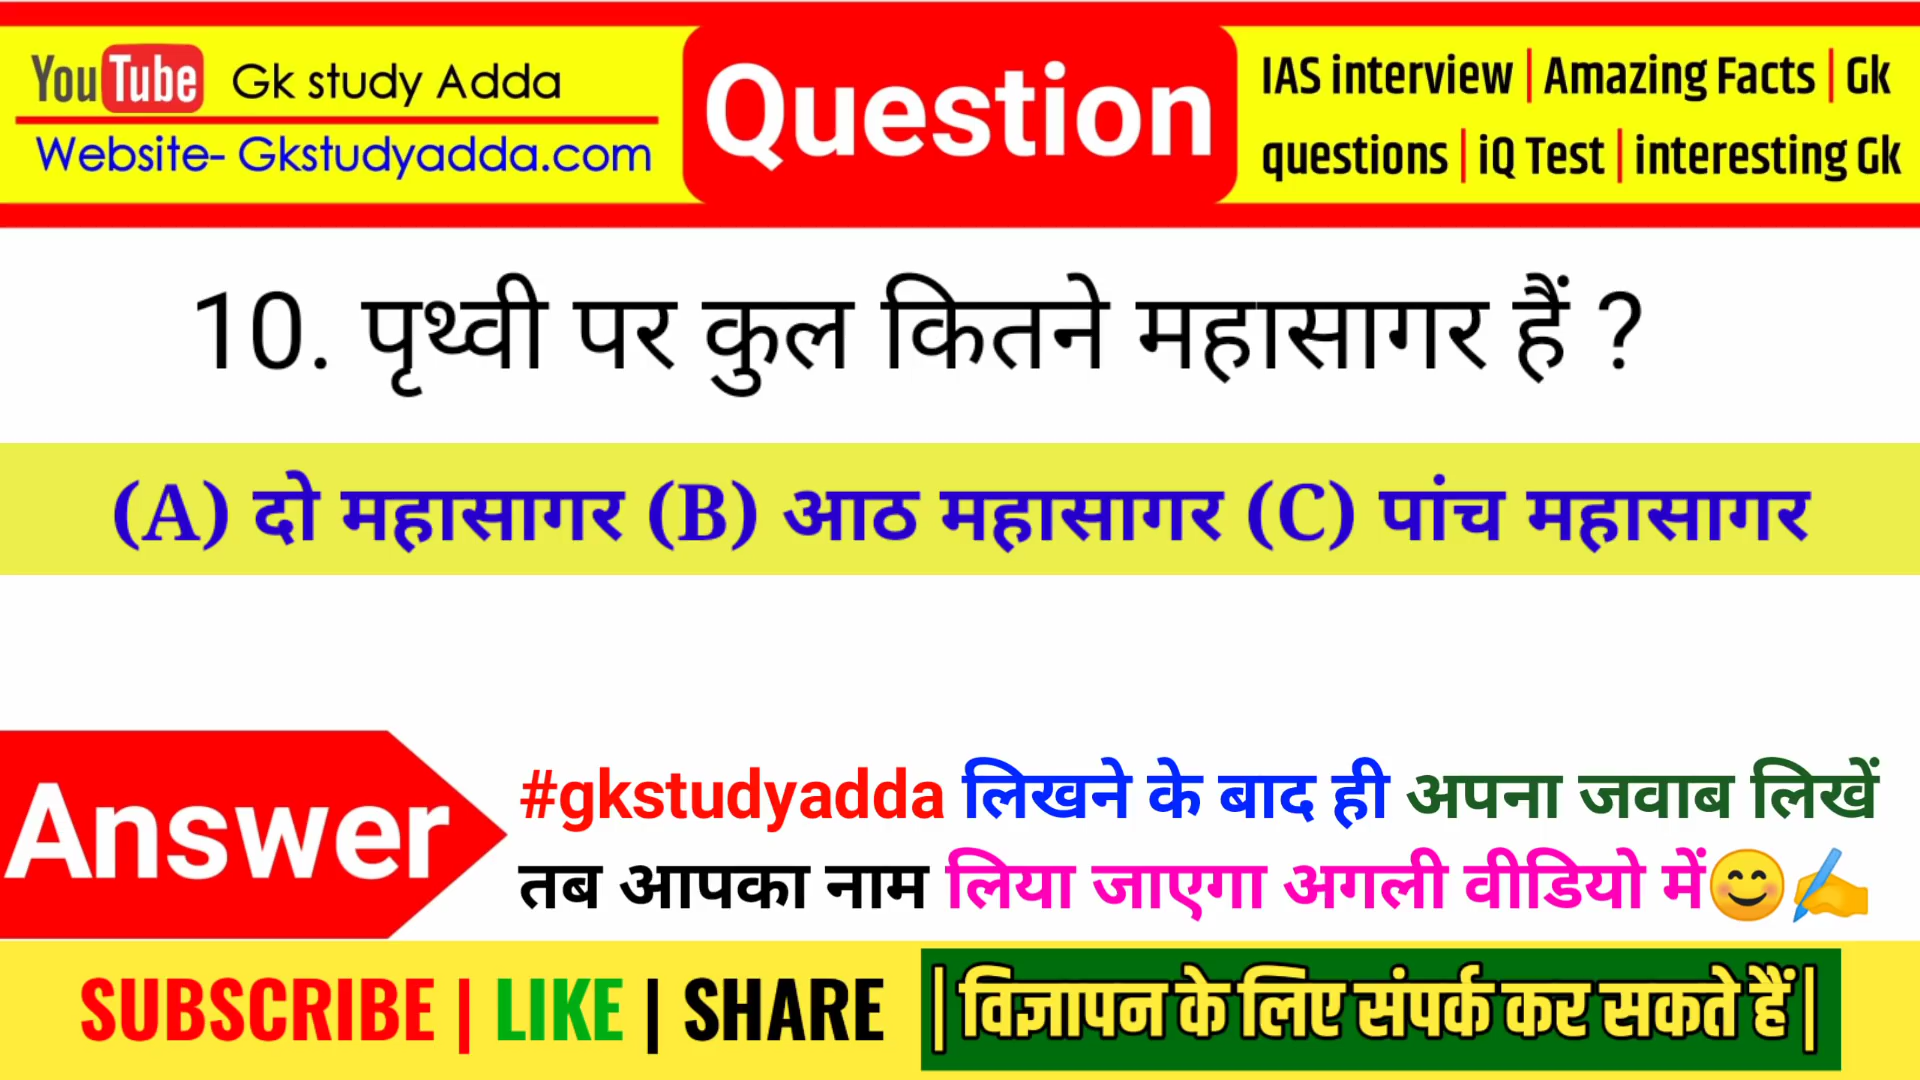 YouTube Gk study Adda
Website- Gkstudyadda.com
Question
IAS interview | Amazing Facts | Gk
questions | iQ Test | interesting Gk
10. पृथ्वी पर कुल कितने महासागर हैं ?
(A) दो महासागर (B) आठ महासागर (C) पांच महासागर
Answer
#gkstudyadda लिखने के बाद ही अपना जवाब लिखें
तब आपका नाम लिया जाएगा अगली वीडियो में😊✍️
SUBSCRIBE | LIKE | SHARE | विज्ञापन के लिए संपर्क कर सकते हैं |